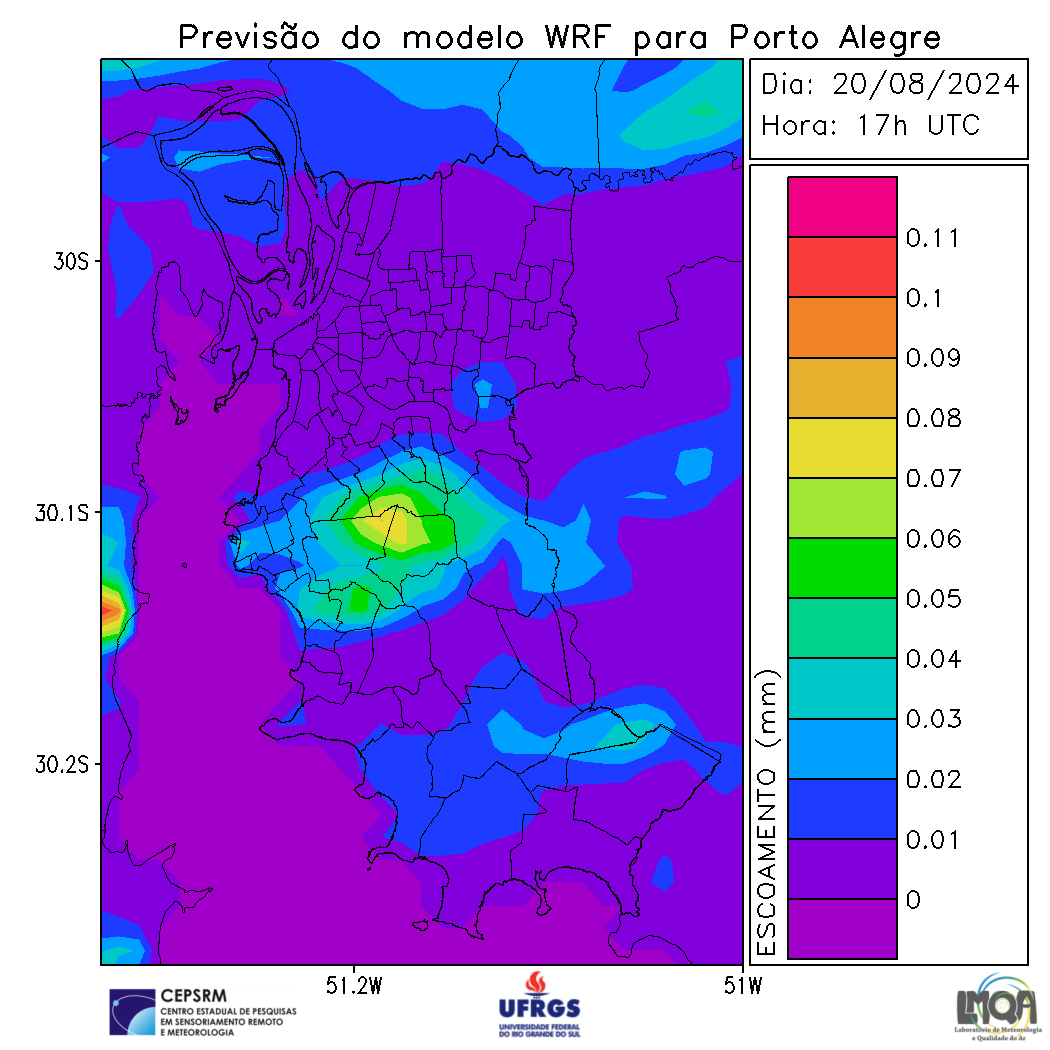 Previsão do modelo WRF para Porto Alegre
Dia: 20/08/2024
Hora: 17h UTC
30S
30.1S
30.2S
51.2W
51W
ESCOAMENTO (mm)
0.11
0.1
0.09
0.08
0.07
0.06
0.05
0.04
0.03
0.02
0.01
0
CEPSRM
CENTRO ESTADUAL DE PESQUISAS
EM SENSORIAMENTO REMOTO
E METEOROLOGIA
UFRGS
UNIVERSIDADE FEDERAL
DO RIO GRANDE DO SUL
LMQA
Laboratório de Meteorologia
e Qualidade do Ar